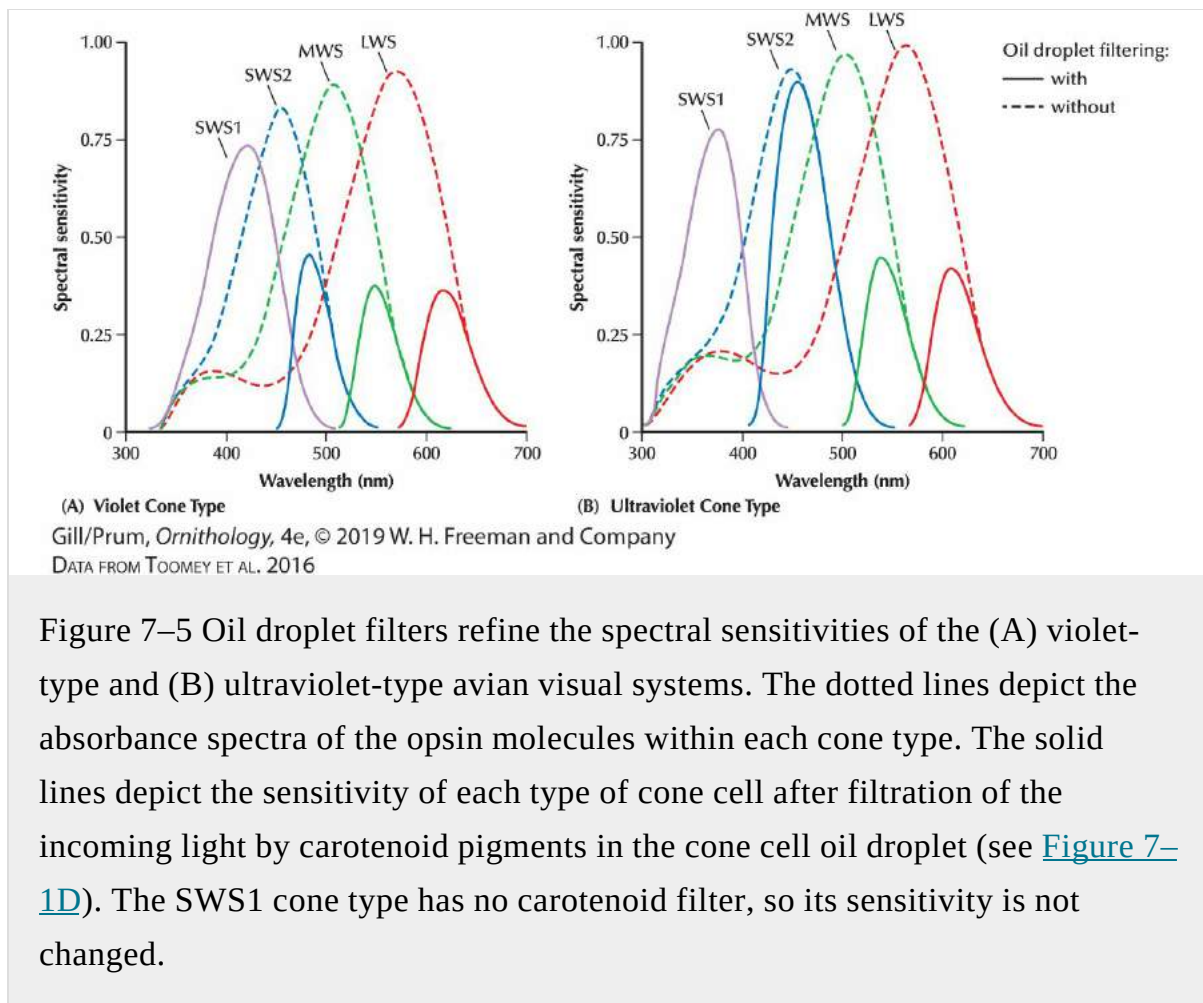 1.00
0.75
0.50
0.25
0
Spectral sensitivity
SWS1
SWS2
MWS
LWS
300 400 500 600 700
Wavelength (nm)
(A) Violet Cone Type
1.00
0.75
0.50
0.25
0
Spectral sensitivity
SWS1
SWS2
MWS
LWS
300 400 500 600 700
Wavelength (nm)
(B) Ultraviolet Cone Type
Oil droplet filtering:
with
without
Gill/Prum, Ornithology, 4e, © 2019 W. H. Freeman and Company
DATA FROM TOOMEY ET AL. 2016
Figure 7–5 Oil droplet filters refine the spectral sensitivities of the (A) violet-
type and (B) ultraviolet-type avian visual systems. The dotted lines depict the
absorbance spectra of the opsin molecules within each cone type. The solid
lines depict the sensitivity of each type of cone cell after filtration of the
incoming light by carotenoid pigments in the cone cell oil droplet (see Figure 7–
1D). The SWS1 cone type has no carotenoid filter, so its sensitivity is not
changed.